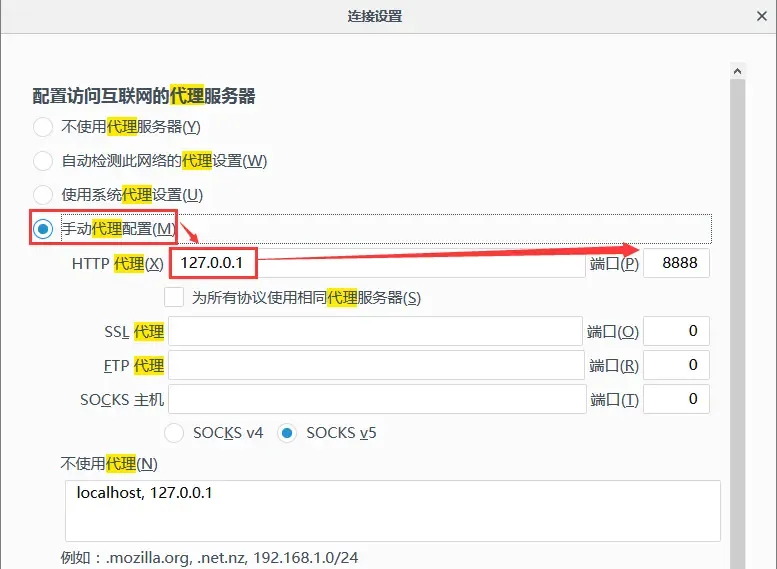 连接设置
配置访问互联网的代理服务器
不使用代理服务器(Y)
自动检测此网络的代理设置(W)
使用系统代理设置(U)
手动代理配置(M)
HTTP 代理(X) 127.0.0.1 端口(P) 8888
为所有协议使用相同代理服务器(S)
SSL 代理 端口(O) 0
FTP 代理 端口(R) 0
SOCKS 主机 端口(T) 0
SOCKS v4 SOCKS v5
不使用代理(N)
localhost, 127.0.0.1
例如：.mozilla.org, .net.nz, 192.168.1.0/24